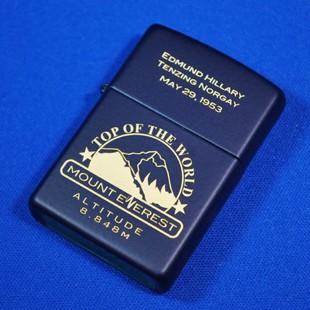 EDMUND HILLARY
TENZING NORGAY
MAY 29, 1953
TOP OF THE WORLD
MOUNT EVEREST
ALTITUDE
8.848M